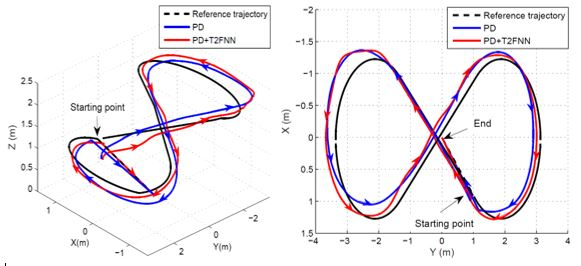 Reference trajectory
PD
PD+T2FNN
Starting point
Z (m)
2.5
2
1.5
1
0.5
0
1
0
-1
X(m)
2
0
-2
Y(m)
Reference trajectory
PD
PD+T2FNN
End
Starting point
X (m)
-1.5
-1
-0.5
0
0.5
1
1.5
-4 -3 -2 -1 0 1 2 3 4
Y (m)